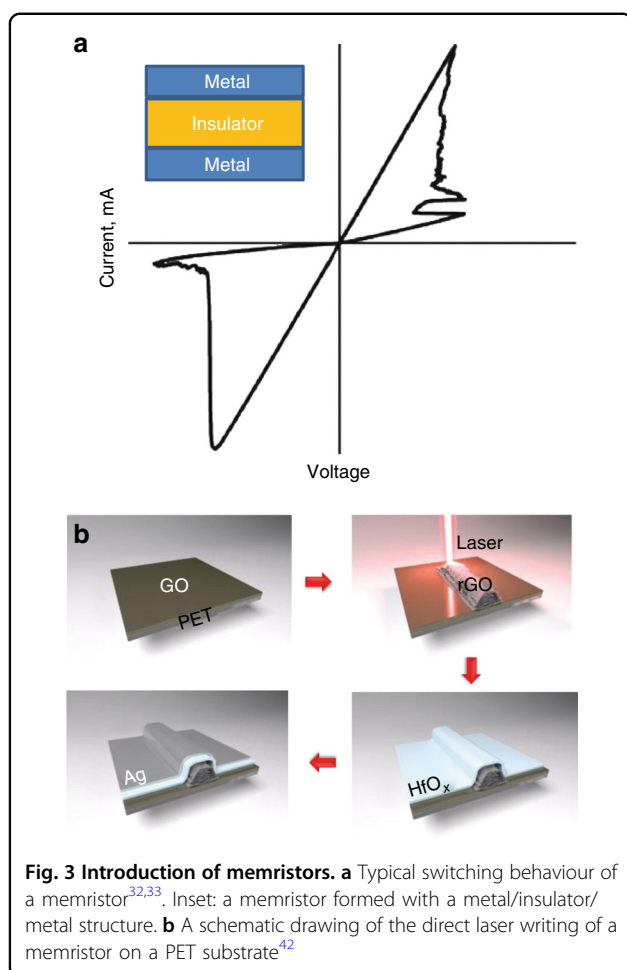 a
Metal
Insulator
Metal
Current, mA
Voltage
b
GO
PET
Laser
rGO
Ag
HfOₓ
Fig. 3 Introduction of memristors. a Typical switching behaviour of
a memristor³²,³³. Inset: a memristor formed with a metal/insulator/
metal structure. b A schematic drawing of the direct laser writing of a
memristor on a PET substrate⁴²